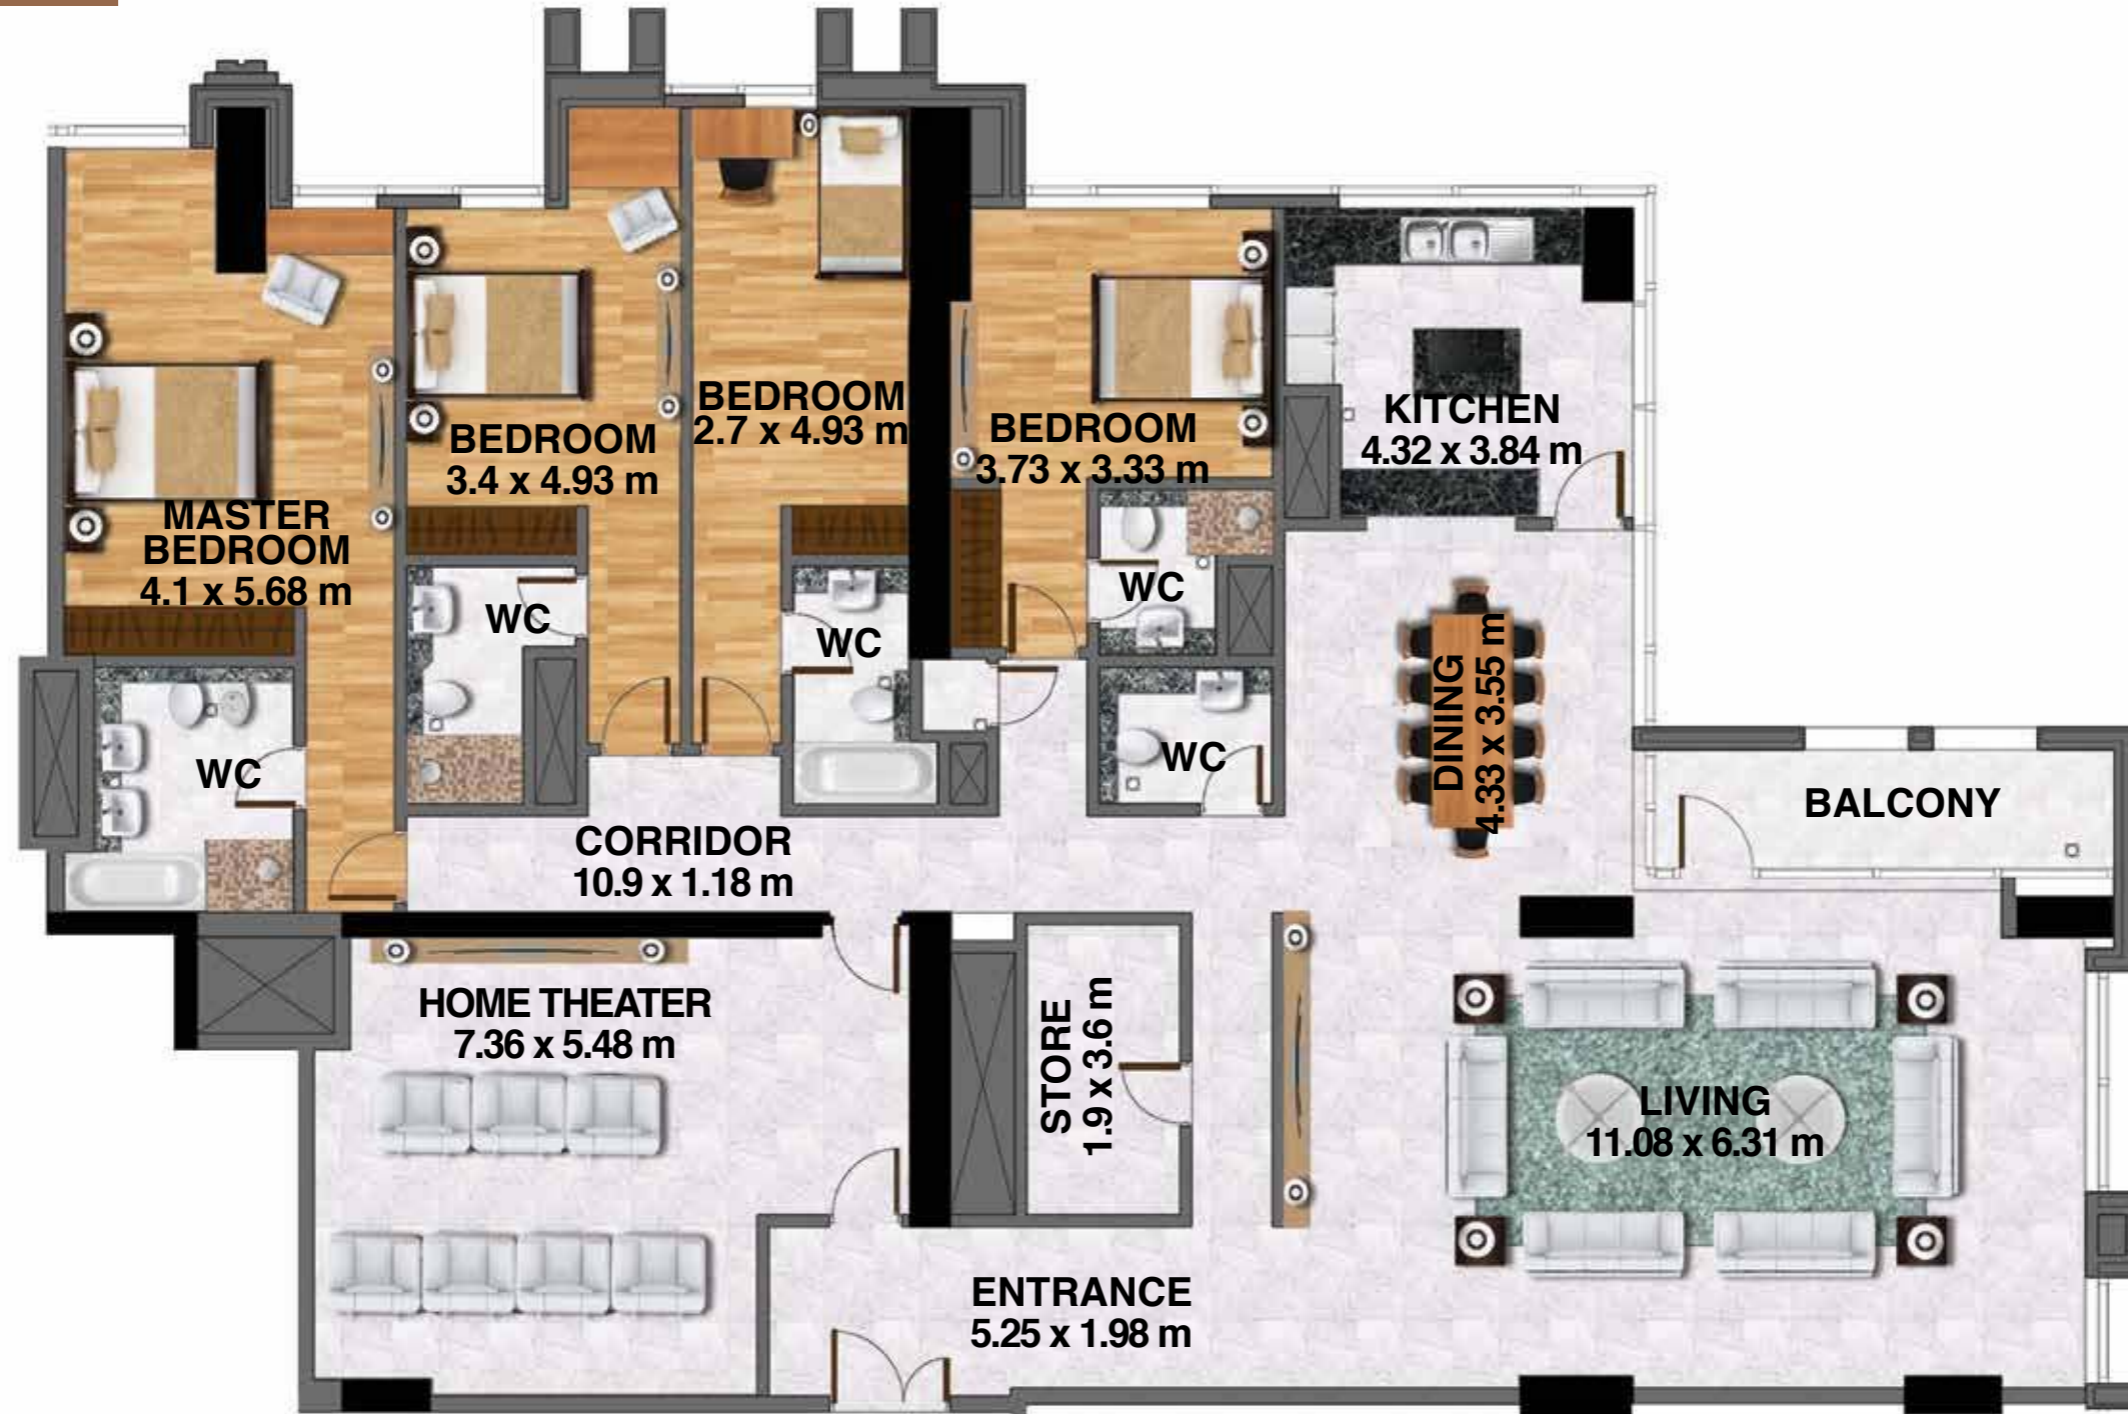 BEDROOM
2.7 x 4.93 m
BEDROOM
3.4 x 4.93 m
BEDROOM
3.73 x 3.33 m
KITCHEN
4.32 x 3.84 m
MASTER
BEDROOM
4.1 x 5.68 m
WC
WC
WC
WC
WC
DINING
4.33 x 3.55 m
BALCONY
CORRIDOR
10.9 x 1.18 m
HOME THEATER
7.36 x 5.48 m
STORE
1.9 x 3.6 m
LIVING
11.08 x 6.31 m
ENTRANCE
5.25 x 1.98 m